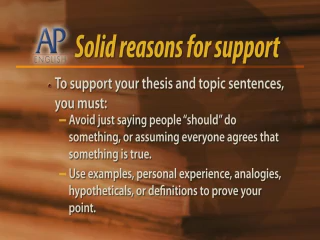 AP Solid reasons for support
ENGLISH
To support your thesis and topic sentences,
you must:
– Avoid just saying people “should” do
something, or assuming everyone agrees that
something is true.
– Use examples, personal experience, analogies,
hypotheticals, or definitions to prove your
point.